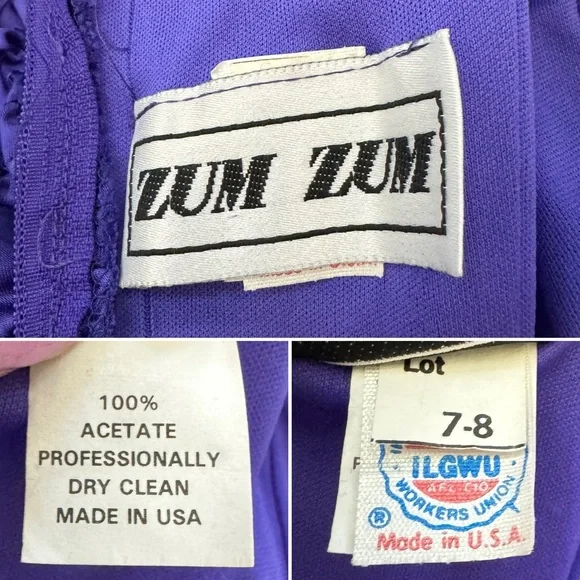 ZUM ZUM
100%
ACETATE
PROFESSIONALLY
DRY CLEAN
MADE IN USA
Lot
7-8
ILGWU
AFL-CIO
WORKERS UNION
®
Made in U.S.A.